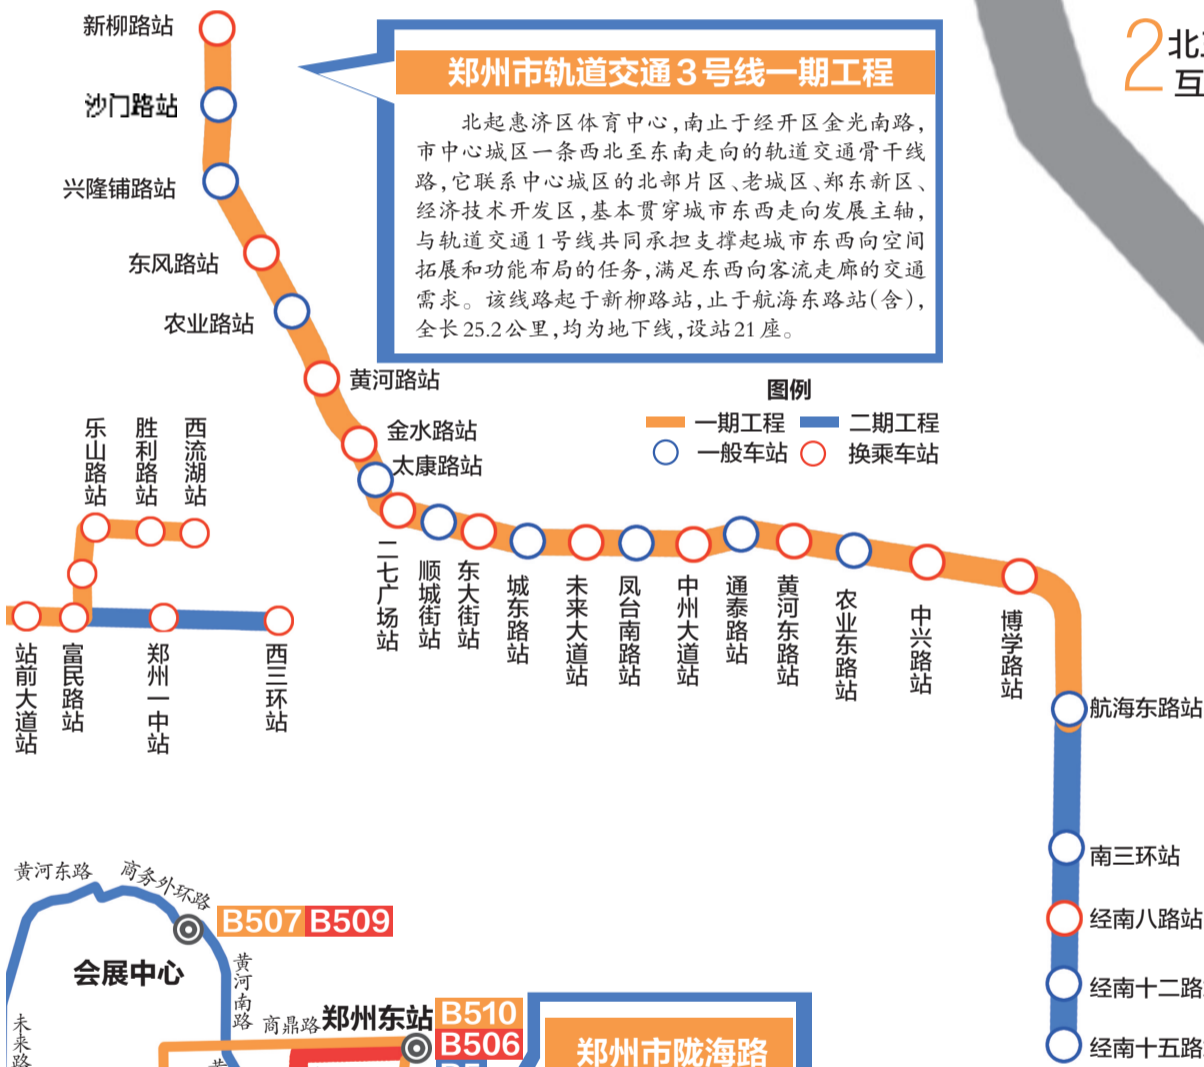 新柳路站
沙门路站
兴隆铺路站
东风路站
农业路站
黄河路站
金水路站
太康路站
郑州市轨道交通3号线一期工程
北起惠济区体育中心,南止于经开区金光南路,
市中心城区一条西北至东南走向的轨道交通骨干线
路,它联系中心城区的北部片区、老城区、郑东新区、
经济技术开发区,基本贯穿城市东西走向发展主轴,
与轨道交通1号线共同承担支撑起城市东西向空间
拓展和功能布局的任务,满足东西向客流走廊的交通
需求。该线路起于新柳路站,止于航海东路站(含),
全长25.2公里,均为地下线,设站21座。
2
北
互
图例
一期工程
二期工程
一般车站
换乘车站
乐山路站
胜利路站
西流湖站
站前大道站
富民路站
郑州一中站
西三环站
二七广场站
顺城街站
东大街站
城东路站
未来大道站
凤台南路站
中州大道站
通泰路站
黄河东路站
农业东路站
中兴路站
博学路站
航海东路站
南三环站
经南八路站
经南十二路
经南十五路
黄河东路
商务外环路
B507
B509
会展中心
黄河南路
未来路
商鼎路
郑州东站
B510
B506
黄
郑州市陇海路